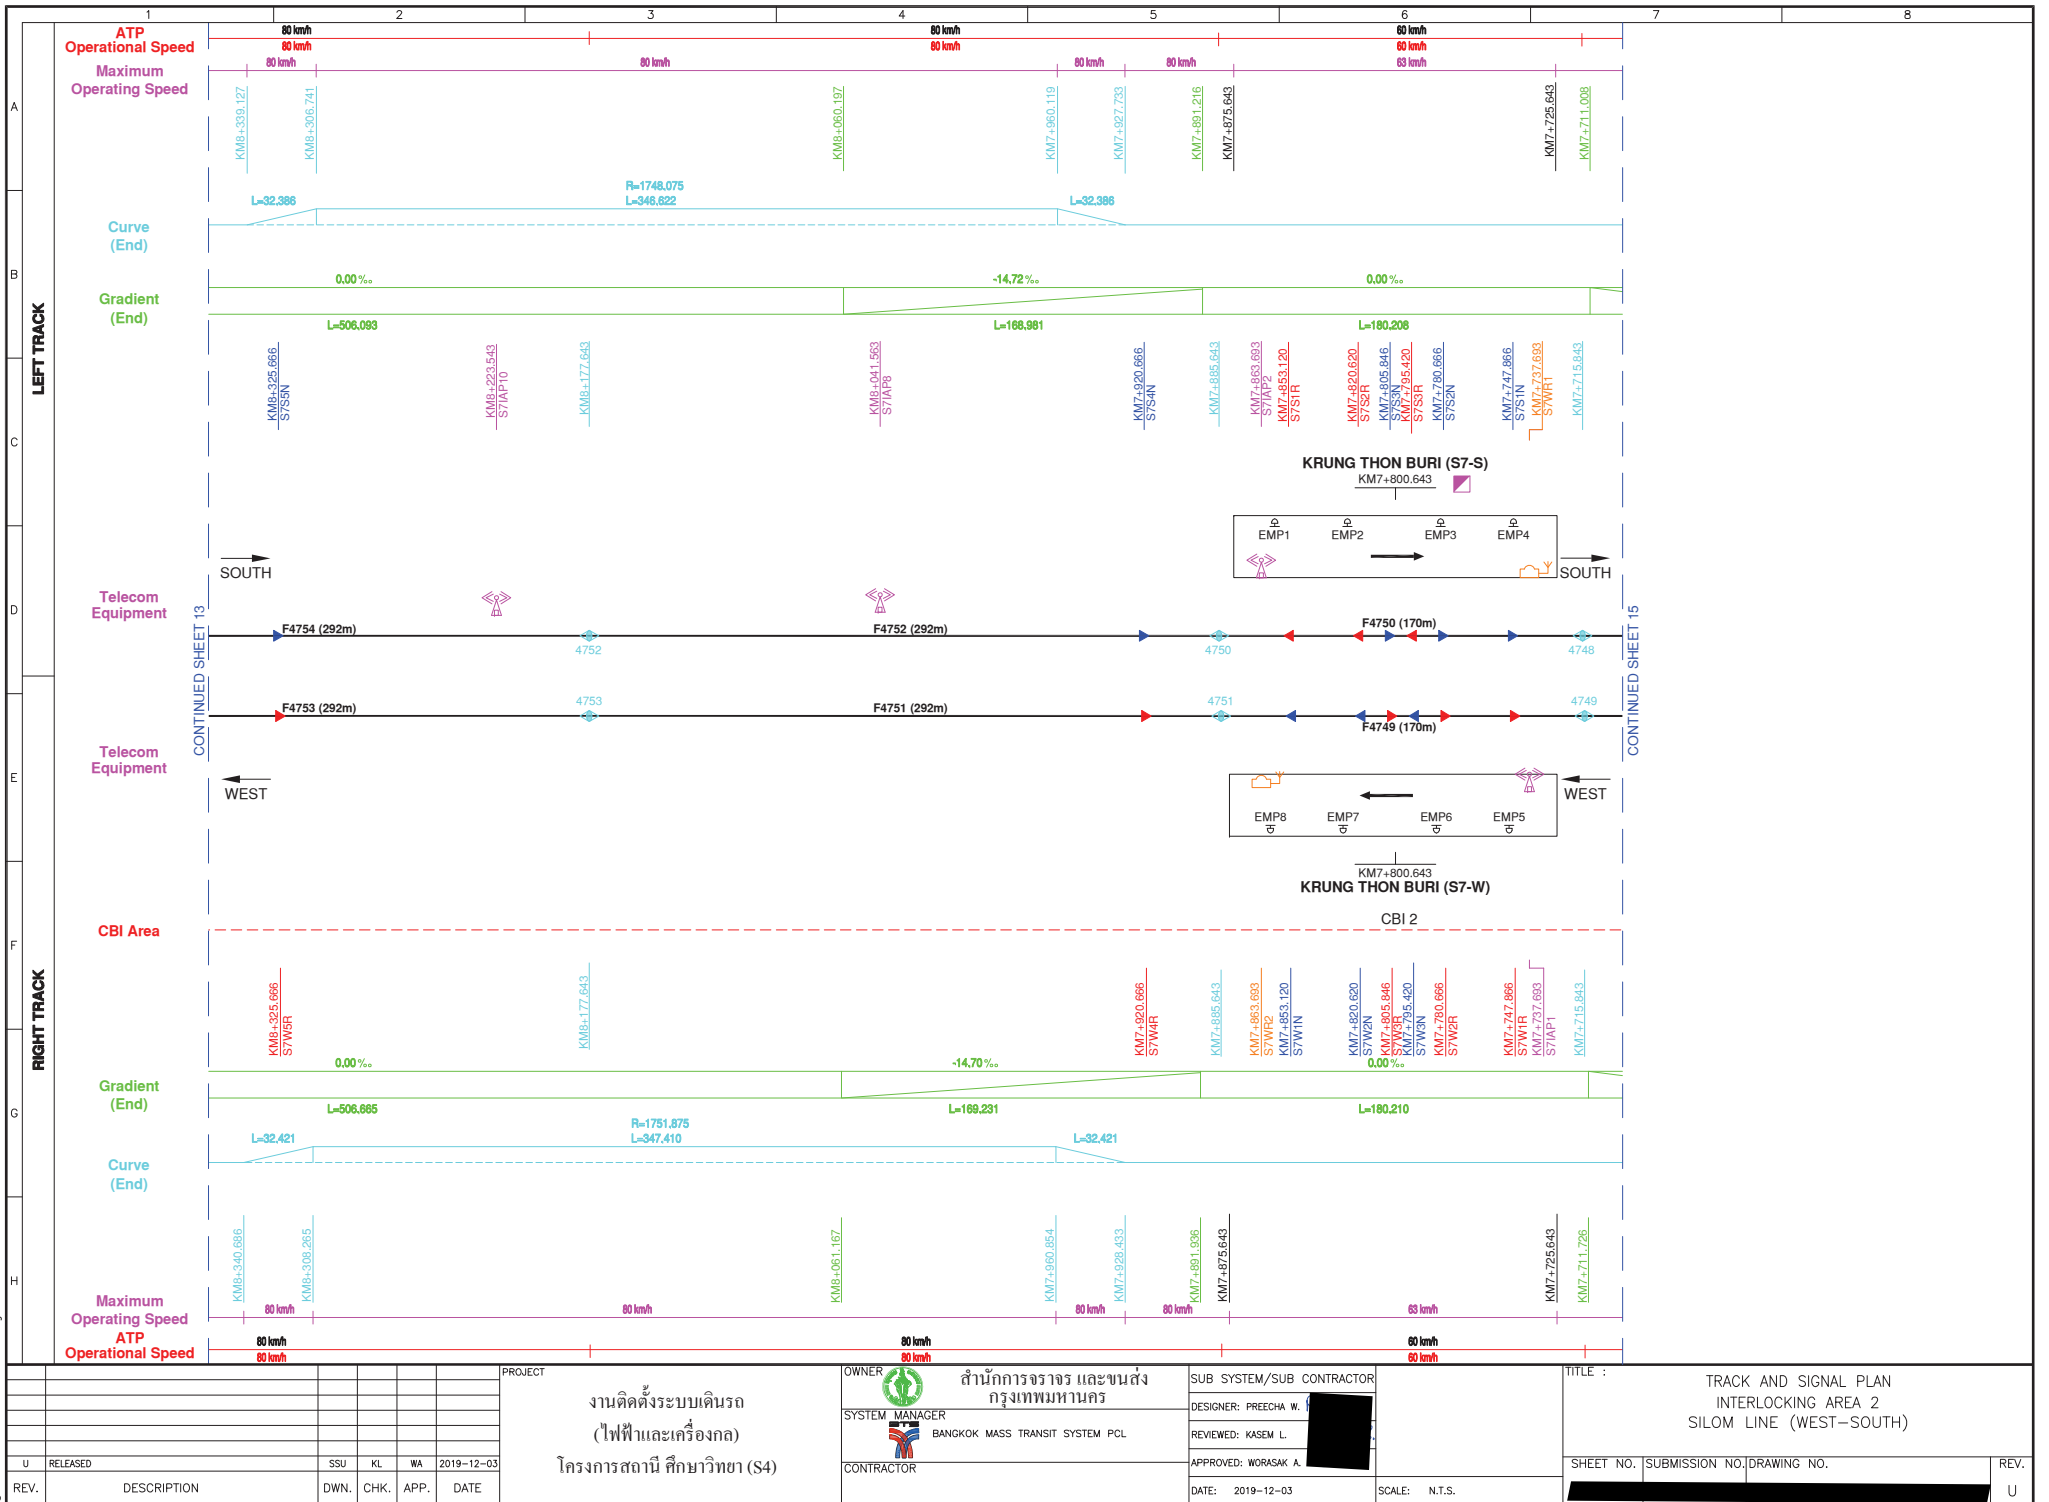 1 2 3 4 5 6 7 8
A
B
C
D
E
F
G
H
LEFT TRACK
RIGHT TRACK
ATP
Operational Speed
80 km/h 80 km/h 60 km/h
80 km/h 80 km/h 60 km/h
Maximum
Operating Speed
80 km/h 80 km/h 80 km/h 80 km/h 63 km/h
KM8+339.127
KM8+306.741
KM8+060.197
KM7+960.119
KM7+927.733
KM7+891.216
KM7+875.643
KM7+725.643
KM7+711.008
Curve
(End)
L=32.386
R=1748.075
L=346.622
L=32.386
Gradient
(End)
0.00 ‰ -14.72 ‰ 0.00 ‰
L=506.093 L=168.981 L=180.208
KM8+325.666
S7S5N
KM8+223.543
S7IAP10
KM8+177.643
KM8+041.563
S7IAP8
KM7+920.666
S7S4N
KM7+885.643
KM7+863.693
S7IAP2
KM7+853.120
S7S1R
KM7+820.620
S7S2R
KM7+805.846
S7S3N
KM7+795.420
S7S3R
KM7+780.666
S7S2N
KM7+747.866
S7S1N
KM7+737.693
S7WR1
KM7+715.843
KRUNG THON BURI (S7-S)
KM7+800.643
EMP1 EMP2 EMP3 EMP4
SOUTH SOUTH
Telecom
Equipment
CONTINUED SHEET 13
CONTINUED SHEET 15
F4754 (292m) F4752 (292m) F4750 (170m)
4752 4750 4748
4753 4751 4749
F4753 (292m) F4751 (292m) F4749 (170m)
Telecom
Equipment
WEST WEST
EMP8 EMP7 EMP6 EMP5
KM7+800.643
KRUNG THON BURI (S7-W)
CBI 2
CBI Area
KM8+325.666
S7W5R
KM8+177.643
KM7+920.666
S7W4R
KM7+885.643
KM7+863.693
S7WR2
KM7+853.120
S7W1N
KM7+820.620
S7W2N
KM7+805.846
S7W3R
KM7+795.420
S7W3N
KM7+780.666
S7W2R
KM7+747.866
S7W1R
KM7+737.693
S7IAP1
KM7+715.843
Gradient
(End)
0.00 ‰ -14.70 ‰ 0.00 ‰
L=506.665 L=169.231 L=180.210
Curve
(End)
L=32.421
R=1751.875
L=347.410
L=32.421
KM8+340.686
KM8+308.265
KM8+061.167
KM7+960.854
KM7+928.433
KM7+891.936
KM7+875.643
KM7+725.643
KM7+711.726
Maximum
Operating Speed
80 km/h 80 km/h 80 km/h 80 km/h 63 km/h
ATP
Operational Speed
80 km/h 80 km/h 60 km/h
80 km/h 80 km/h 60 km/h
U RELEASED SSU KL WA 2019-12-03
REV. DESCRIPTION DWN. CHK. APP. DATE
PROJECT
งานติดตั้งระบบเดินรถ
(ไฟฟ้าและเครื่องกล)
โครงการสถานี ศึกษาวิทยา (S4)
OWNER
สำนักการจราจร และขนส่ง
กรุงเทพมหานคร
SYSTEM MANAGER
BANGKOK MASS TRANSIT SYSTEM PCL
CONTRACTOR
SUB SYSTEM/SUB CONTRACTOR
DESIGNER: PREECHA W.
REVIEWED: KASEM L.
APPROVED: WORASAK A.
DATE: 2019-12-03
SCALE: N.T.S.
TITLE :
TRACK AND SIGNAL PLAN
INTERLOCKING AREA 2
SILOM LINE (WEST-SOUTH)
SHEET NO. SUBMISSION NO. DRAWING NO. REV.
U